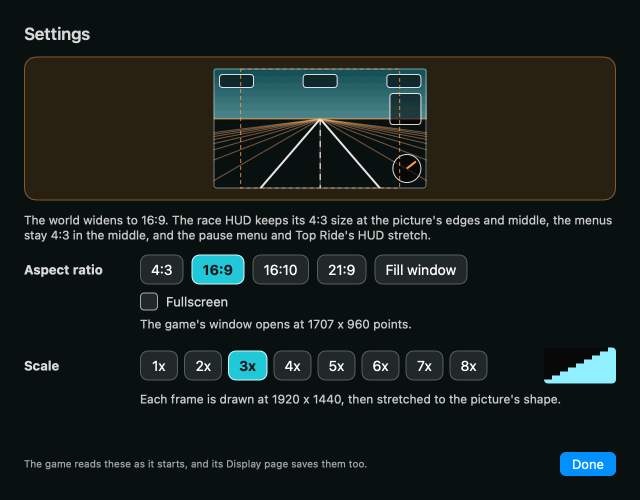 Settings
The world widens to 16:9. The race HUD keeps its 4:3 size at the picture's edges and middle, the menus
stay 4:3 in the middle, and the pause menu and Top Ride's HUD stretch.
Aspect ratio
4:3
16:9
16:10
21:9
Fill window
Fullscreen
The game's window opens at 1707 x 960 points.
Scale
1x
2x
3x
4x
5x
6x
7x
8x
Each frame is drawn at 1920 x 1440, then stretched to the picture's shape.
The game reads these as it starts, and its Display page saves them too.
Done